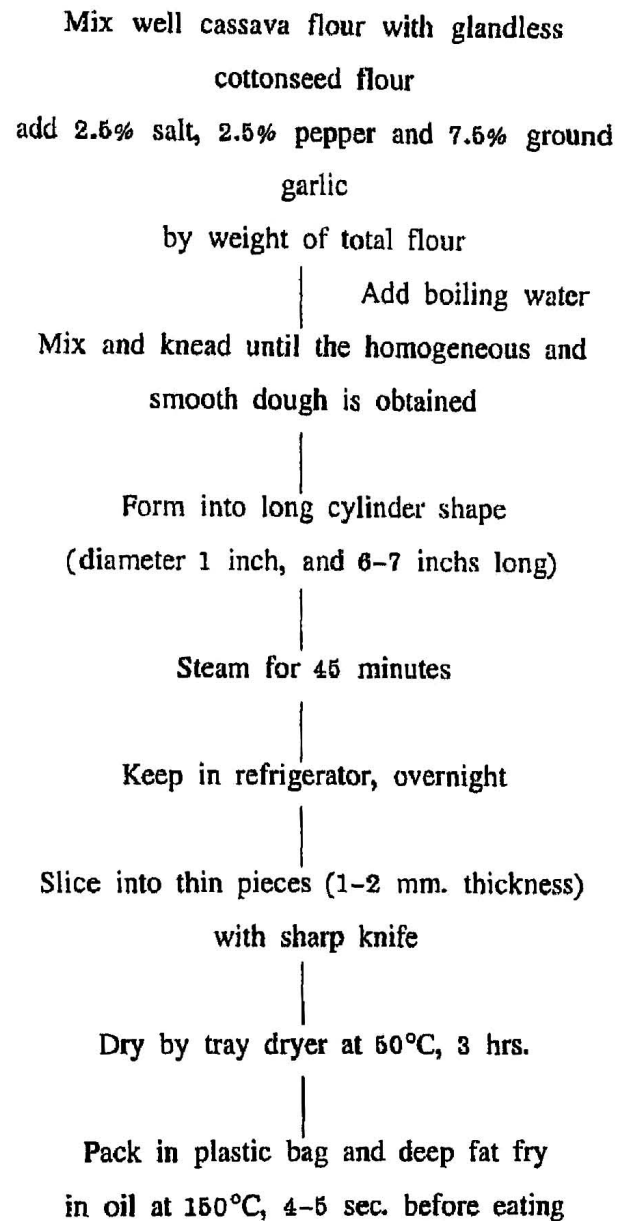 Mix well cassava flour with glandless
cottonseed flour
add 2.5% salt, 2.5% pepper and 7.5% ground
garlic
by weight of total flour
Add boiling water
Mix and knead until the homogeneous and
smooth dough is obtained
Form into long cylinder shape
(diameter 1 inch, and 6-7 inchs long)
Steam for 45 minutes
Keep in refrigerator, overnight
Slice into thin pieces (1-2 mm. thickness)
with sharp knife
Dry by tray dryer at 50°C, 3 hrs.
Pack in plastic bag and deep fat fry
in oil at 150°C, 4-5 sec. before eating